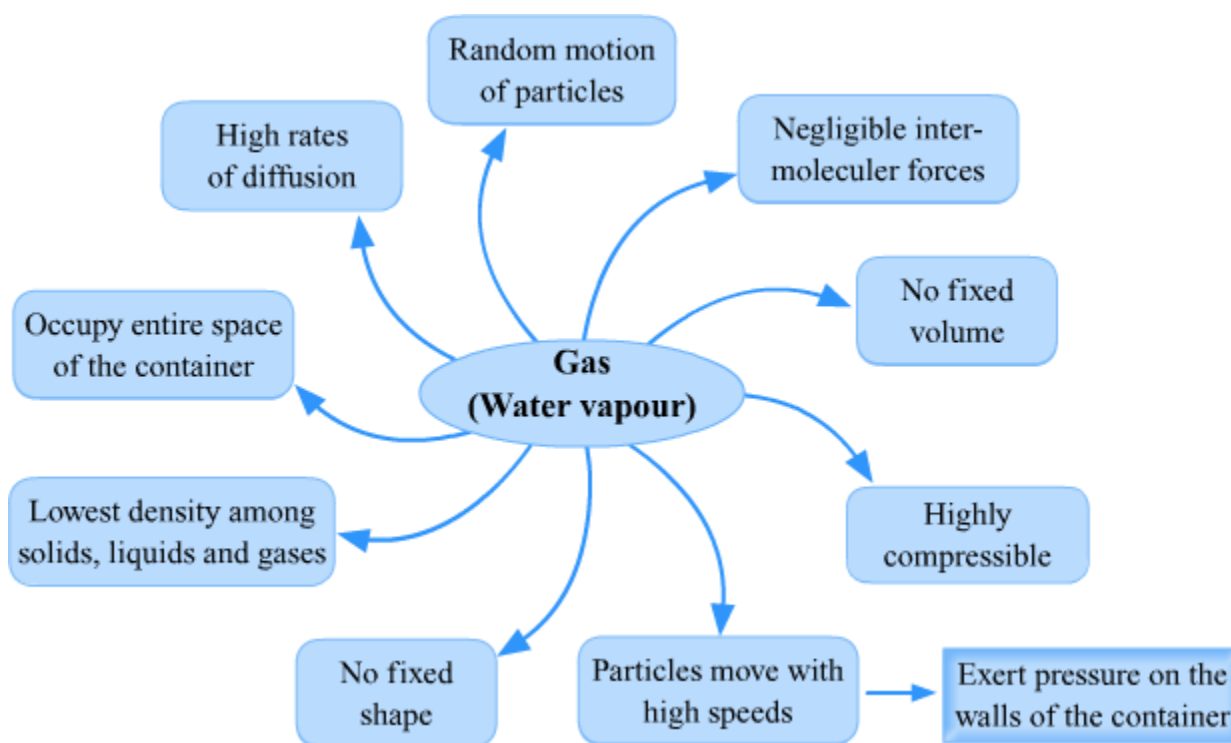 Random motion
of particles
High rates
of diffusion
Negligible inter-
moleculer forces
No fixed
volume
Occupy entire space
of the container
Gas
(Water vapour)
Lowest density among
solids, liquids and gases
Highly
compressible
No fixed
shape
Particles move with
high speeds
Exert pressure on the
walls of the container